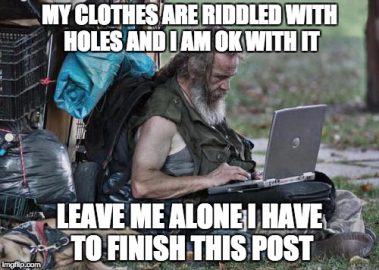 MY CLOTHES ARE RIDDLED WITH
HOLES AND I AM OK WITH IT
LEAVE ME ALONE I HAVE
TO FINISH THIS POST
imgflip.com